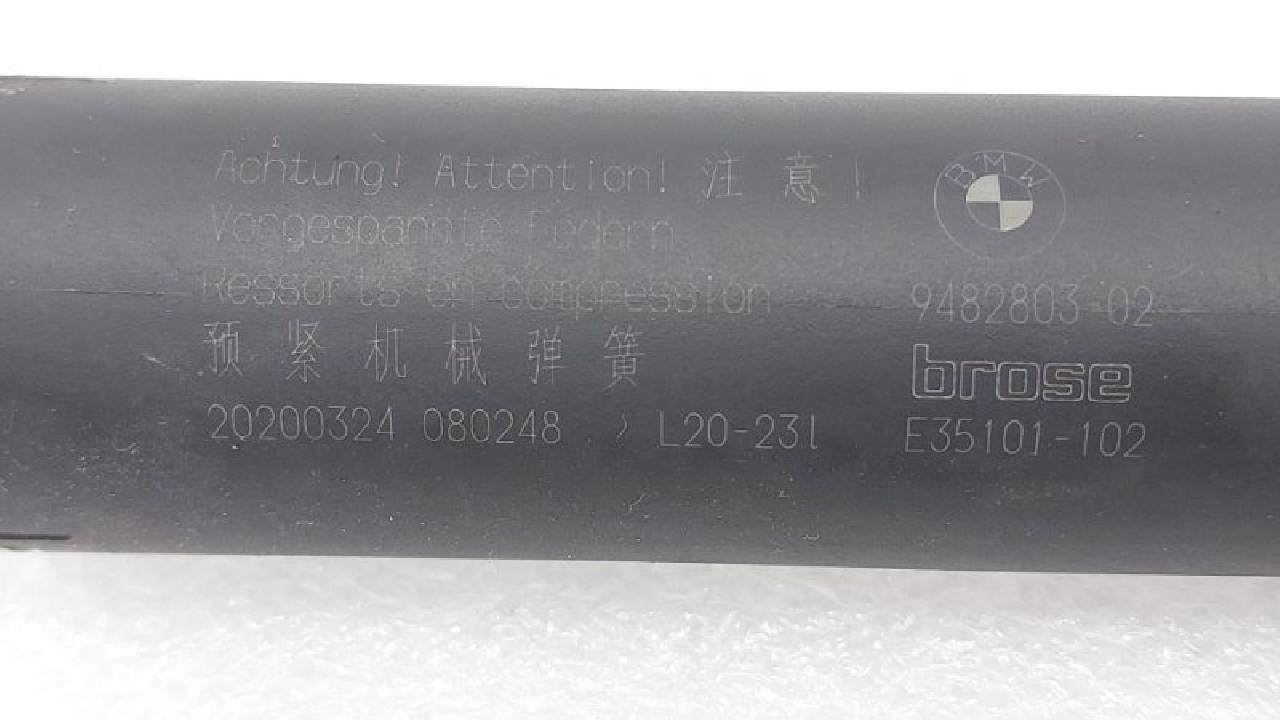 Achtung! Attention! 注意!
Vorgespannte Federn
Ressorts en compression
预紧机械弹簧
20200324 080248 > L20-23l
BMW
9482803-02
brose
E35101-102